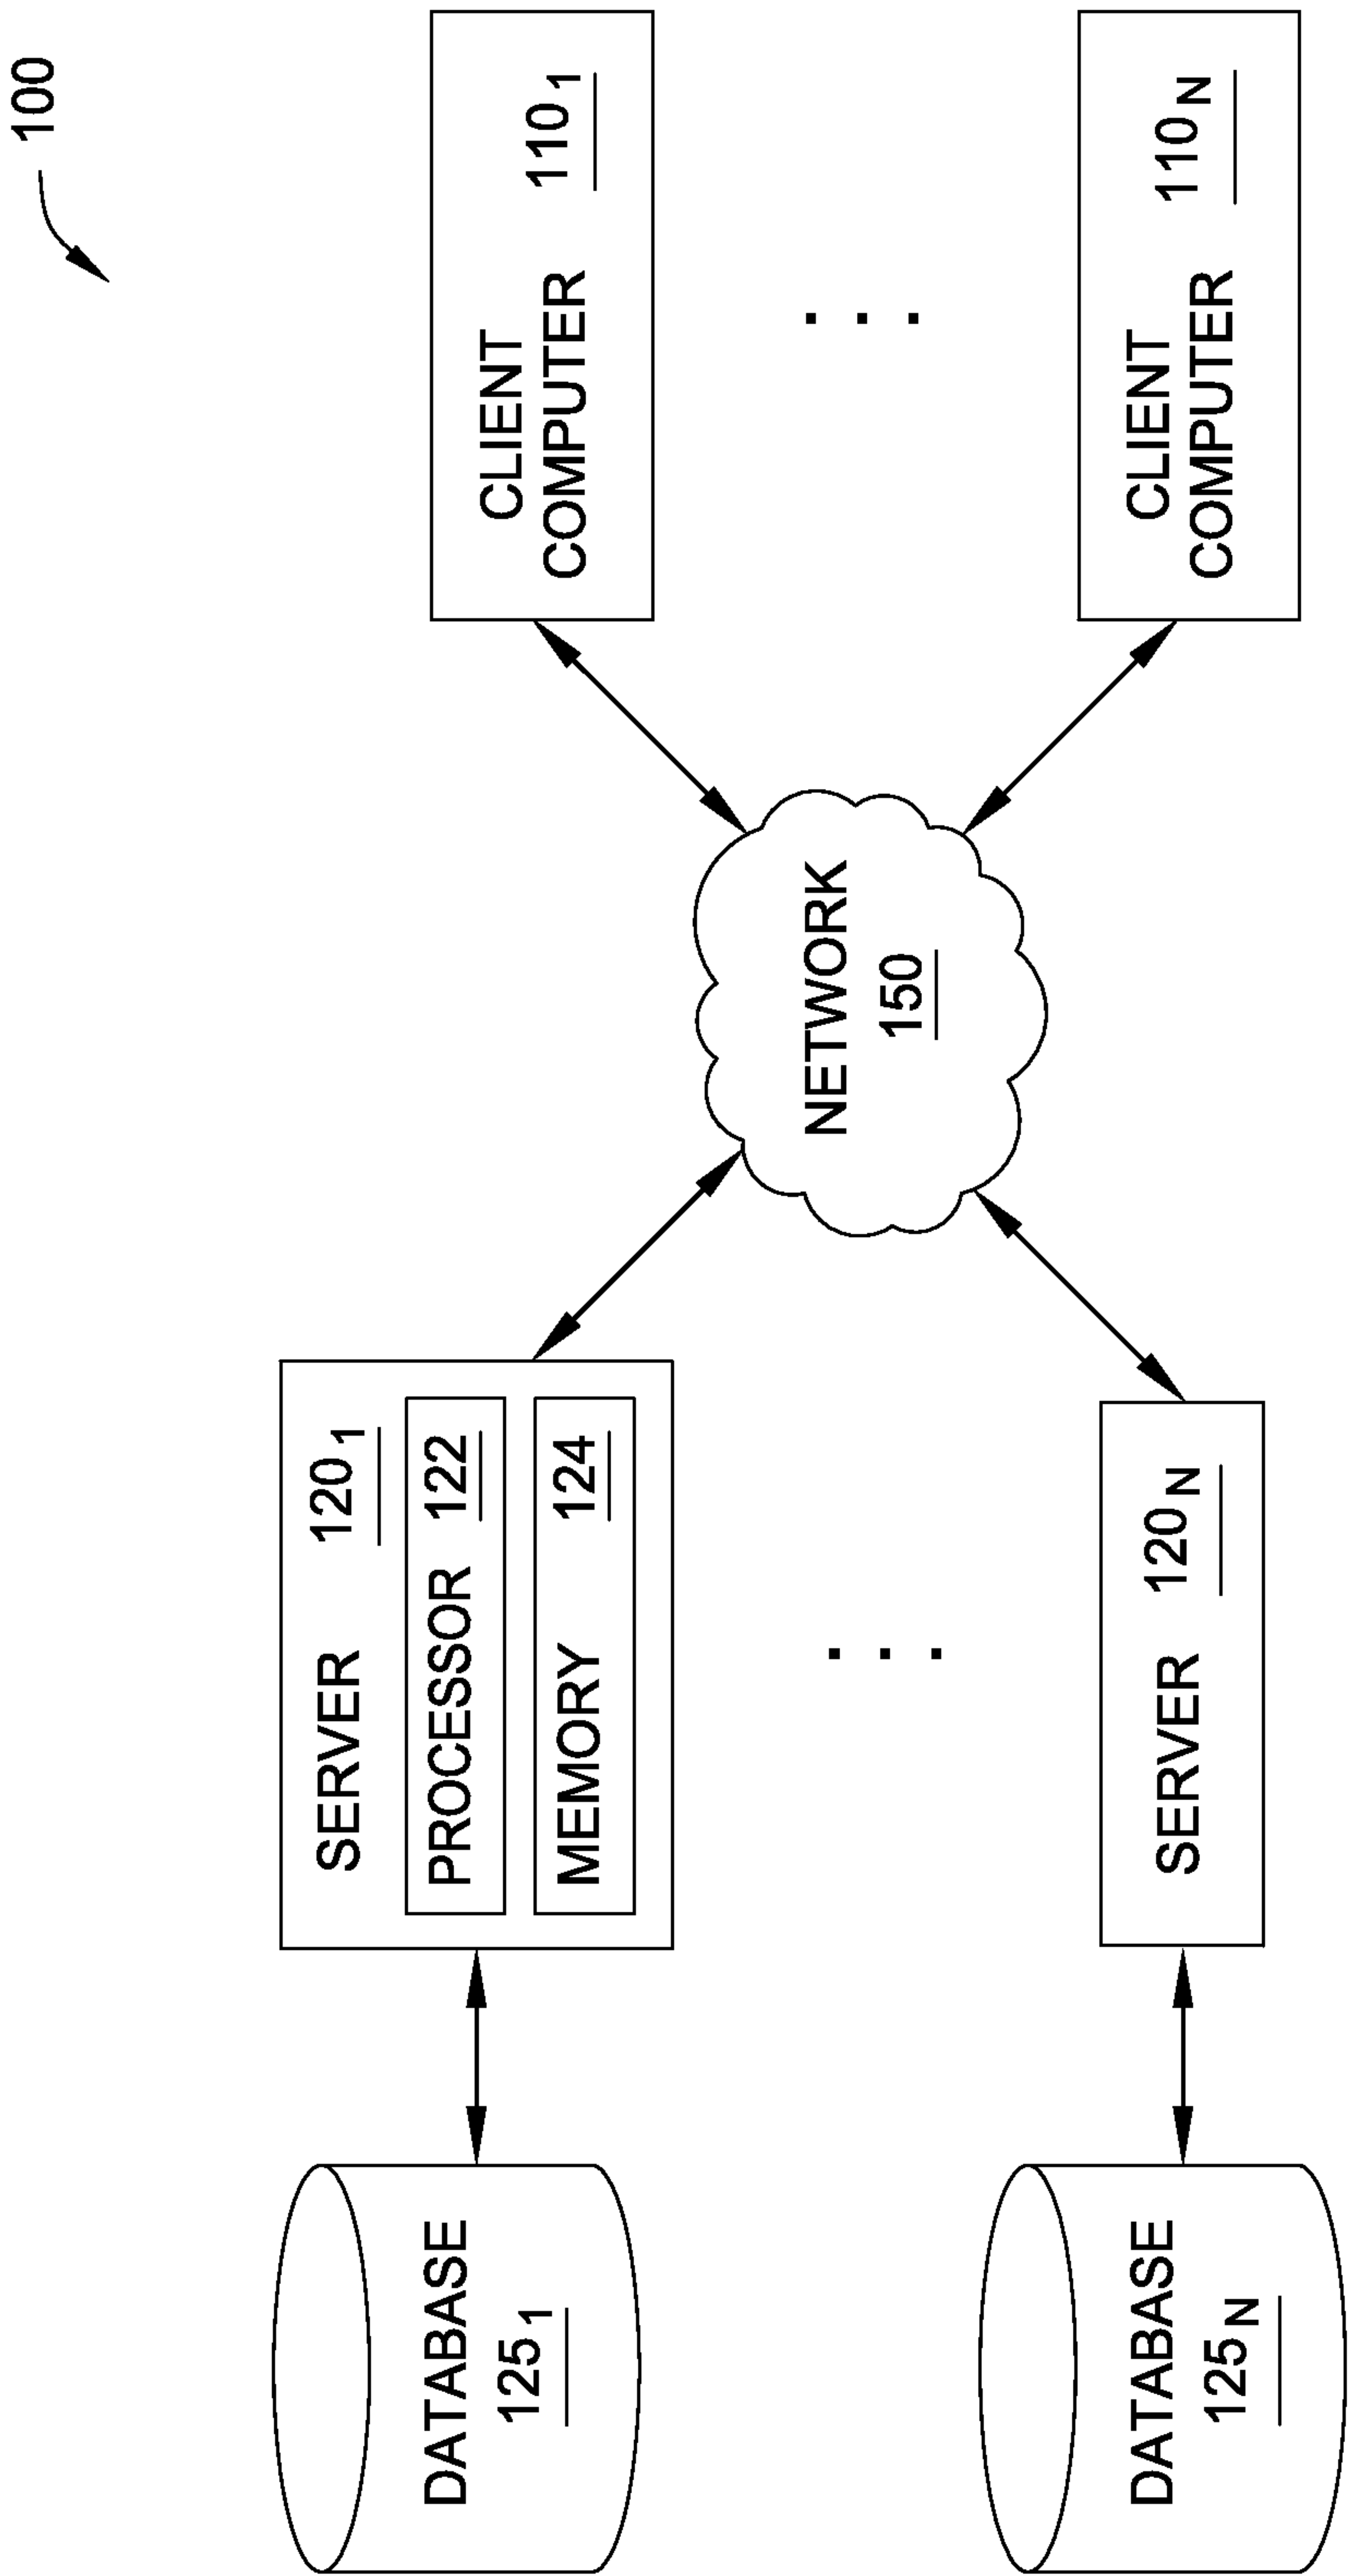 100
DATABASE
125₁
SERVER 120₁
PROCESSOR 122
MEMORY 124
NETWORK
150
CLIENT
COMPUTER 110₁
. . .
. . .
DATABASE
125N
SERVER 120N
CLIENT
COMPUTER 110N